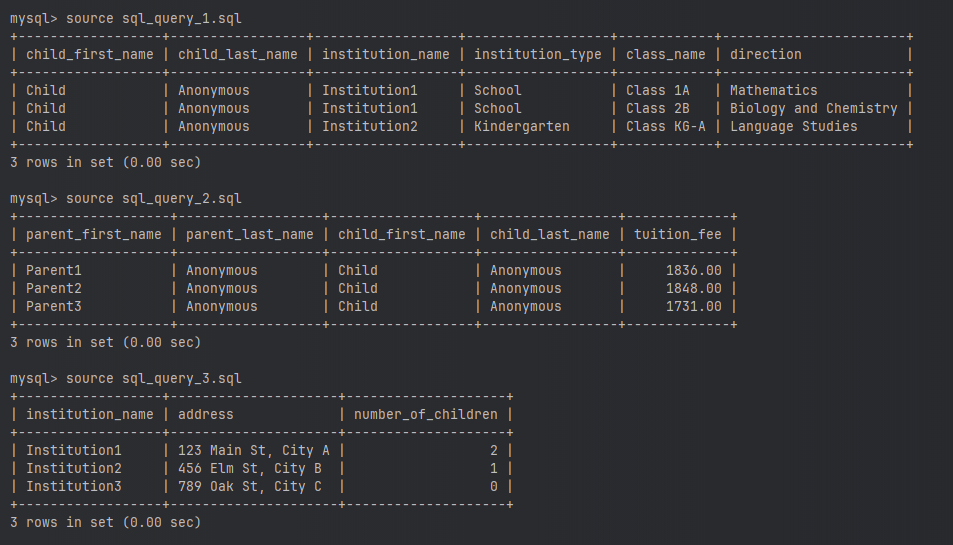 mysql> source sql_query_1.sql
+------------------+-----------------+------------------+------------------+------------+-----------------------+
| child_first_name | child_last_name | institution_name | institution_type | class_name | direction             |
+------------------+-----------------+------------------+------------------+------------+-----------------------+
| Child            | Anonymous       | Institution1     | School           | Class 1A   | Mathematics           |
| Child            | Anonymous       | Institution1     | School           | Class 2B   | Biology and Chemistry |
| Child            | Anonymous       | Institution2     | Kindergarten     | Class KG-A | Language Studies      |
+------------------+-----------------+------------------+------------------+------------+-----------------------+
3 rows in set (0.00 sec)

mysql> source sql_query_2.sql
+-------------------+------------------+------------------+-----------------+-------------+
| parent_first_name | parent_last_name | child_first_name | child_last_name | tuition_fee |
+-------------------+------------------+------------------+-----------------+-------------+
| Parent1           | Anonymous        | Child            | Anonymous       |     1836.00 |
| Parent2           | Anonymous        | Child            | Anonymous       |     1848.00 |
| Parent3           | Anonymous        | Child            | Anonymous       |     1731.00 |
+-------------------+------------------+------------------+-----------------+-------------+
3 rows in set (0.00 sec)

mysql> source sql_query_3.sql
+------------------+---------------------+--------------------+
| institution_name | address             | number_of_children |
+------------------+---------------------+--------------------+
| Institution1     | 123 Main St, City A |                  2 |
| Institution2     | 456 Elm St, City B  |                  1 |
| Institution3     | 789 Oak St, City C  |                  0 |
+------------------+---------------------+--------------------+
3 rows in set (0.00 sec)